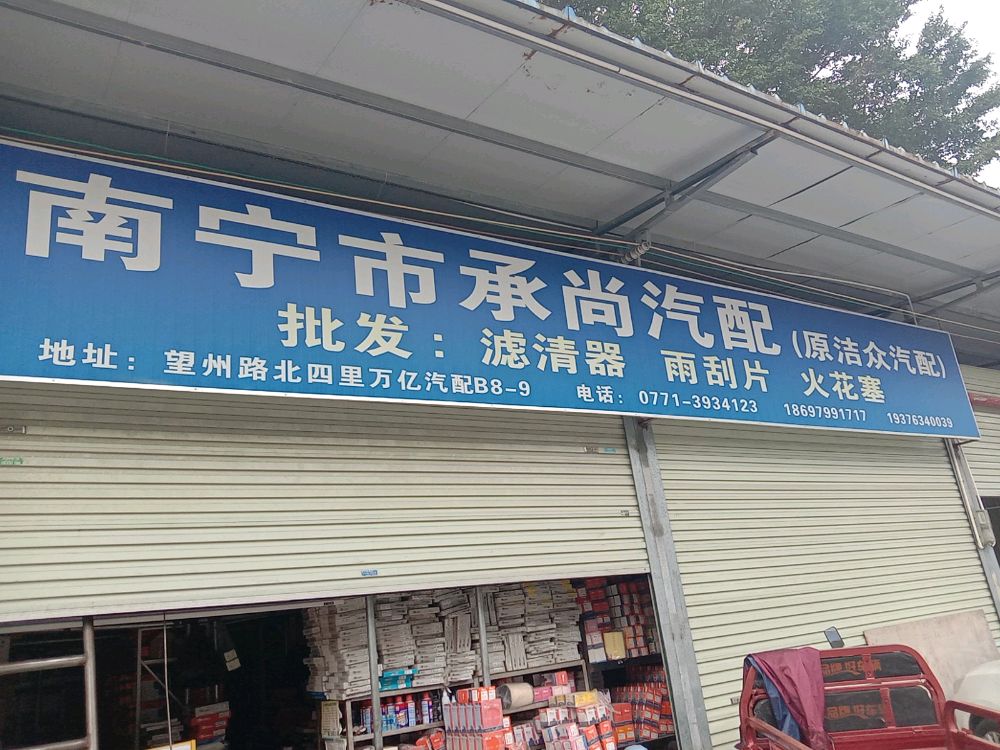 南宁市承尚汽配(原洁众汽配)
批发：滤清器 雨刮片 火花塞
地址：望州路北四里万亿汽配B8-9 电话：0771-3934123 18697991717 19376340039